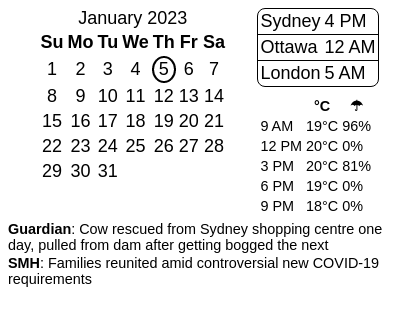 January 2023
Su Mo Tu We Th Fr Sa
1 2 3 4 5 6 7
8 9 10 11 12 13 14
15 16 17 18 19 20 21
22 23 24 25 26 27 28
29 30 31
Sydney 4 PM
Ottawa 12 AM
London 5 AM
°C ☂
9 AM 19°C 96%
12 PM 20°C 0%
3 PM 20°C 81%
6 PM 19°C 0%
9 PM 18°C 0%
Guardian: Cow rescued from Sydney shopping centre one
day, pulled from dam after getting bogged the next
SMH: Families reunited amid controversial new COVID-19
requirements